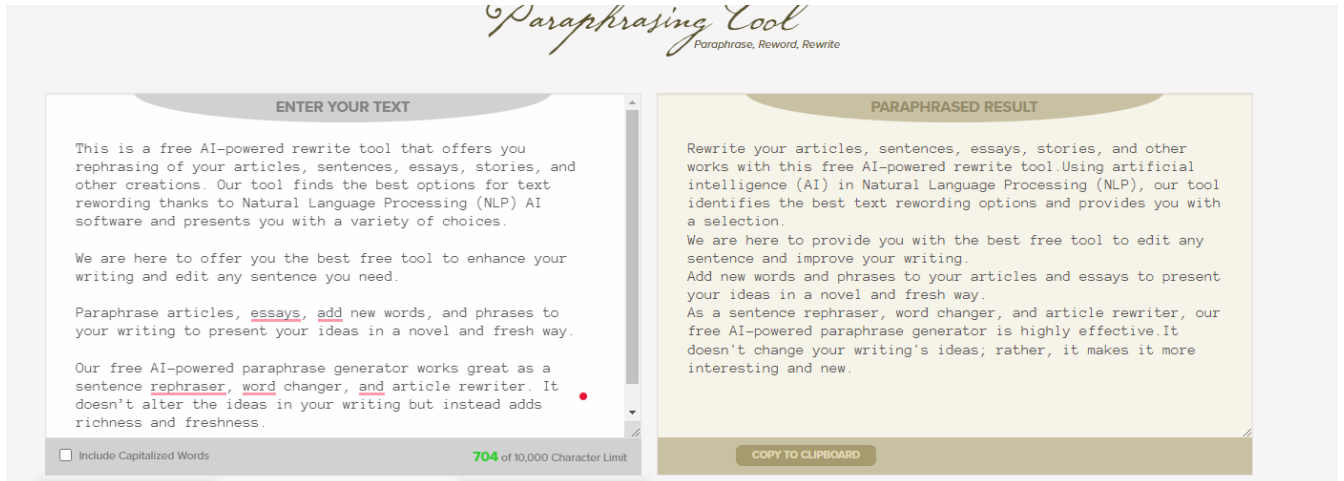 Paraphrasing Tool
Paraphrase, Reword, Rewrite
ENTER YOUR TEXT
This is a free AI-powered rewrite tool that offers you
rephrasing of your articles, sentences, essays, stories, and
other creations. Our tool finds the best options for text
rewording thanks to Natural Language Processing (NLP) AI
software and presents you with a variety of choices.
We are here to offer you the best free tool to enhance your
writing and edit any sentence you need.
Paraphrase articles, essays, add new words, and phrases to
your writing to present your ideas in a novel and fresh way.
Our free AI-powered paraphrase generator works great as a
sentence rephraser, word changer, and article rewriter. It
doesn't alter the ideas in your writing but instead adds
richness and freshness.
Include Capitalized Words
704 of 10,000 Character Limit
PARAPHRASED RESULT
Rewrite your articles, sentences, essays, stories, and other
works with this free AI-powered rewrite tool.Using artificial
intelligence (AI) in Natural Language Processing (NLP), our tool
identifies the best text rewording options and provides you with
a selection.
We are here to provide you with the best free tool to edit any
sentence and improve your writing.
Add new words and phrases to your articles and essays to present
your ideas in a novel and fresh way.
As a sentence rephraser, word changer, and article rewriter, our
free AI-powered paraphrase generator is highly effective.It
doesn't change your writing's ideas; rather, it makes it more
interesting and new.
COPY TO CLIPBOARD